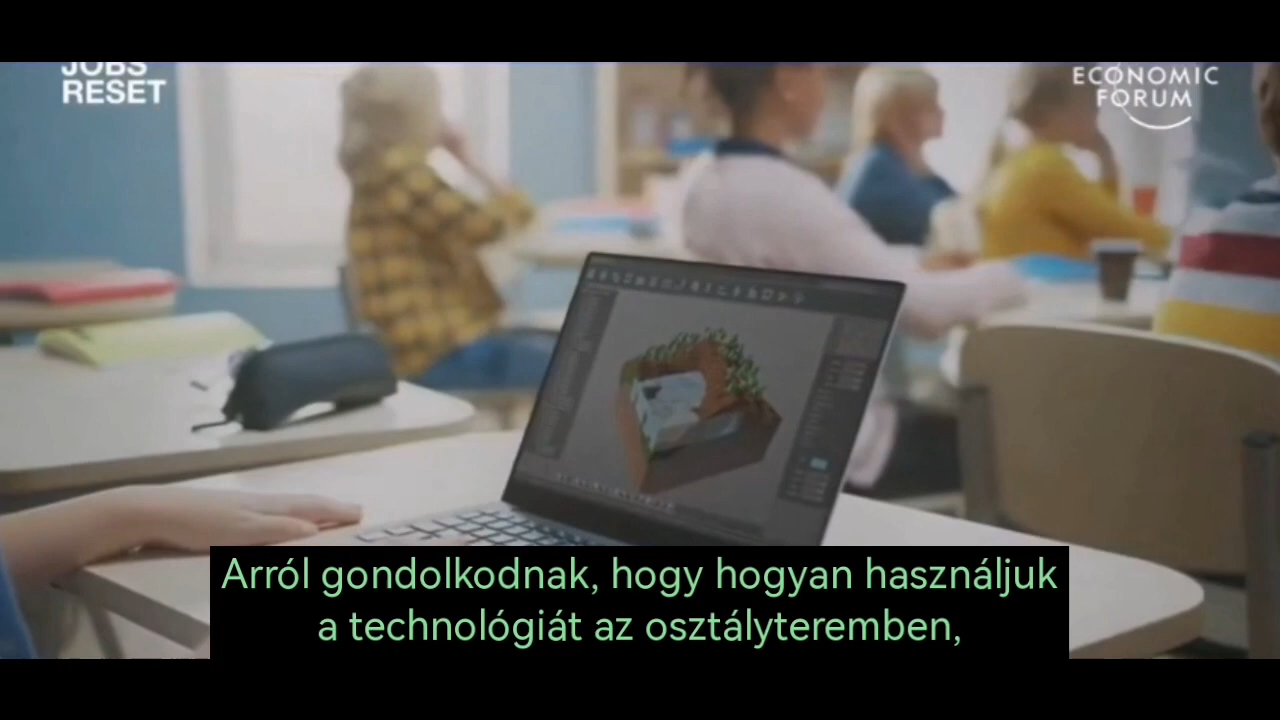 JOBS
RESET
ECONOMIC
FORUM
Arról gondolkodnak, hogy hogyan használjuk
a technológiát az osztályteremben,